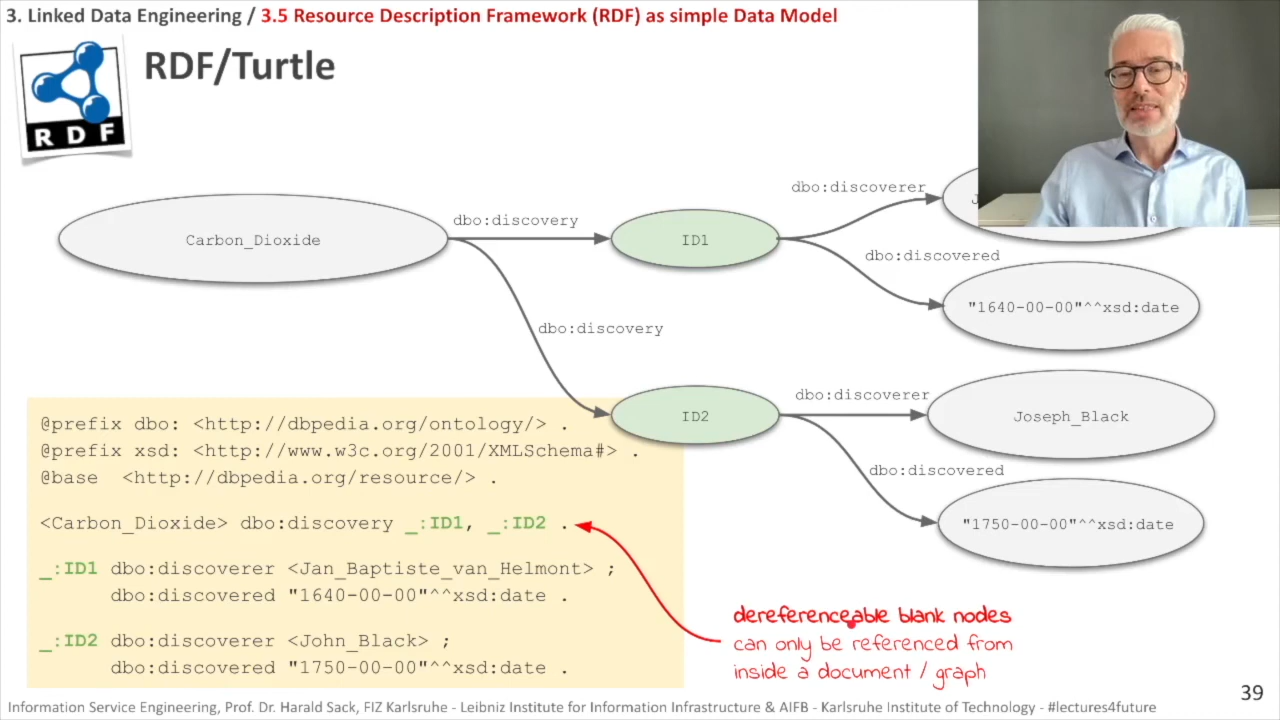 3. Linked Data Engineering / 3.5 Resource Description Framework (RDF) as simple Data Model
RDF
RDF/Turtle
dbo:discoverer
dbo:discovery
Carbon_Dioxide
ID1
J
dbo:discovered
"1640-00-00"^^xsd:date
dbo:discovery
dbo:discoverer
ID2
Joseph_Black
dbo:discovered
"1750-00-00"^^xsd:date
@prefix dbo: <http://dbpedia.org/ontology/> .
@prefix xsd: <http://www.w3c.org/2001/XMLSchema#> .
@base <http://dbpedia.org/resource/> .
<Carbon_Dioxide> dbo:discovery _:ID1, _:ID2 .
_:ID1 dbo:discoverer <Jan_Baptiste_van_Helmont> ;
dbo:discovered "1640-00-00"^^xsd:date .
_:ID2 dbo:discoverer <John_Black> ;
dbo:discovered "1750-00-00"^^xsd:date .
dereferenceable blank nodes
can only be referenced from
inside a document / graph
39
Information Service Engineering, Prof. Dr. Harald Sack, FIZ Karlsruhe - Leibniz Institute for Information Infrastructure & AIFB - Karlsruhe Institute of Technology - #lectures4future